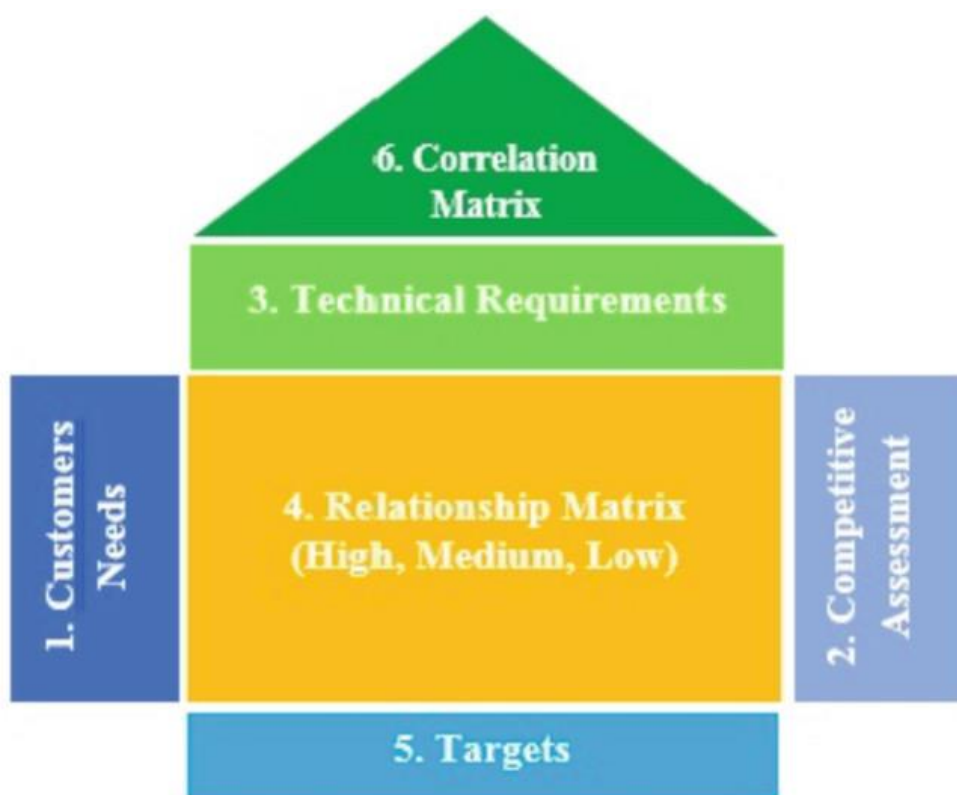 6. Correlation
Matrix
3. Technical Requirements
1. Customers
Needs
4. Relationship Matrix
(High, Medium, Low)
2. Competitive
Assessment
5. Targets